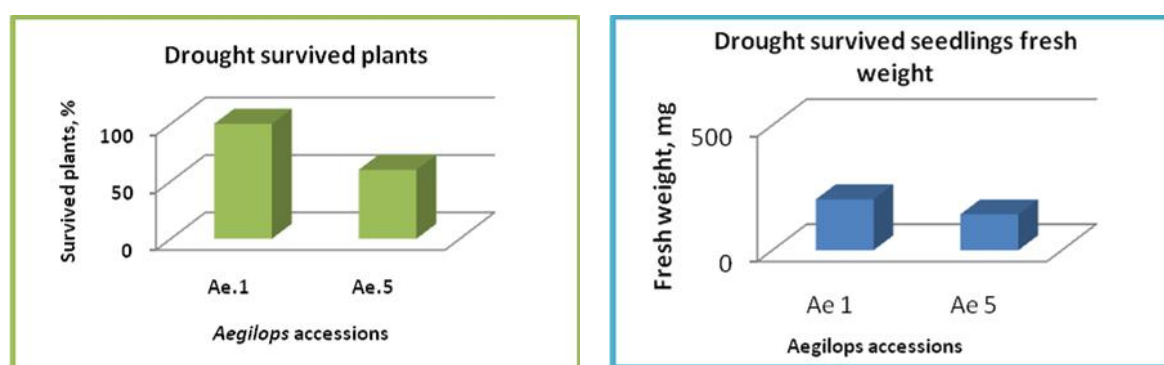 Drought survived plants
Survived plants, %
100
50
0
Ae.1 Ae.5
Aegilops accessions
Drought survived seedlings fresh
weight
Fresh weight, mg
500
0
Ae 1 Ae 5
Aegilops accessions